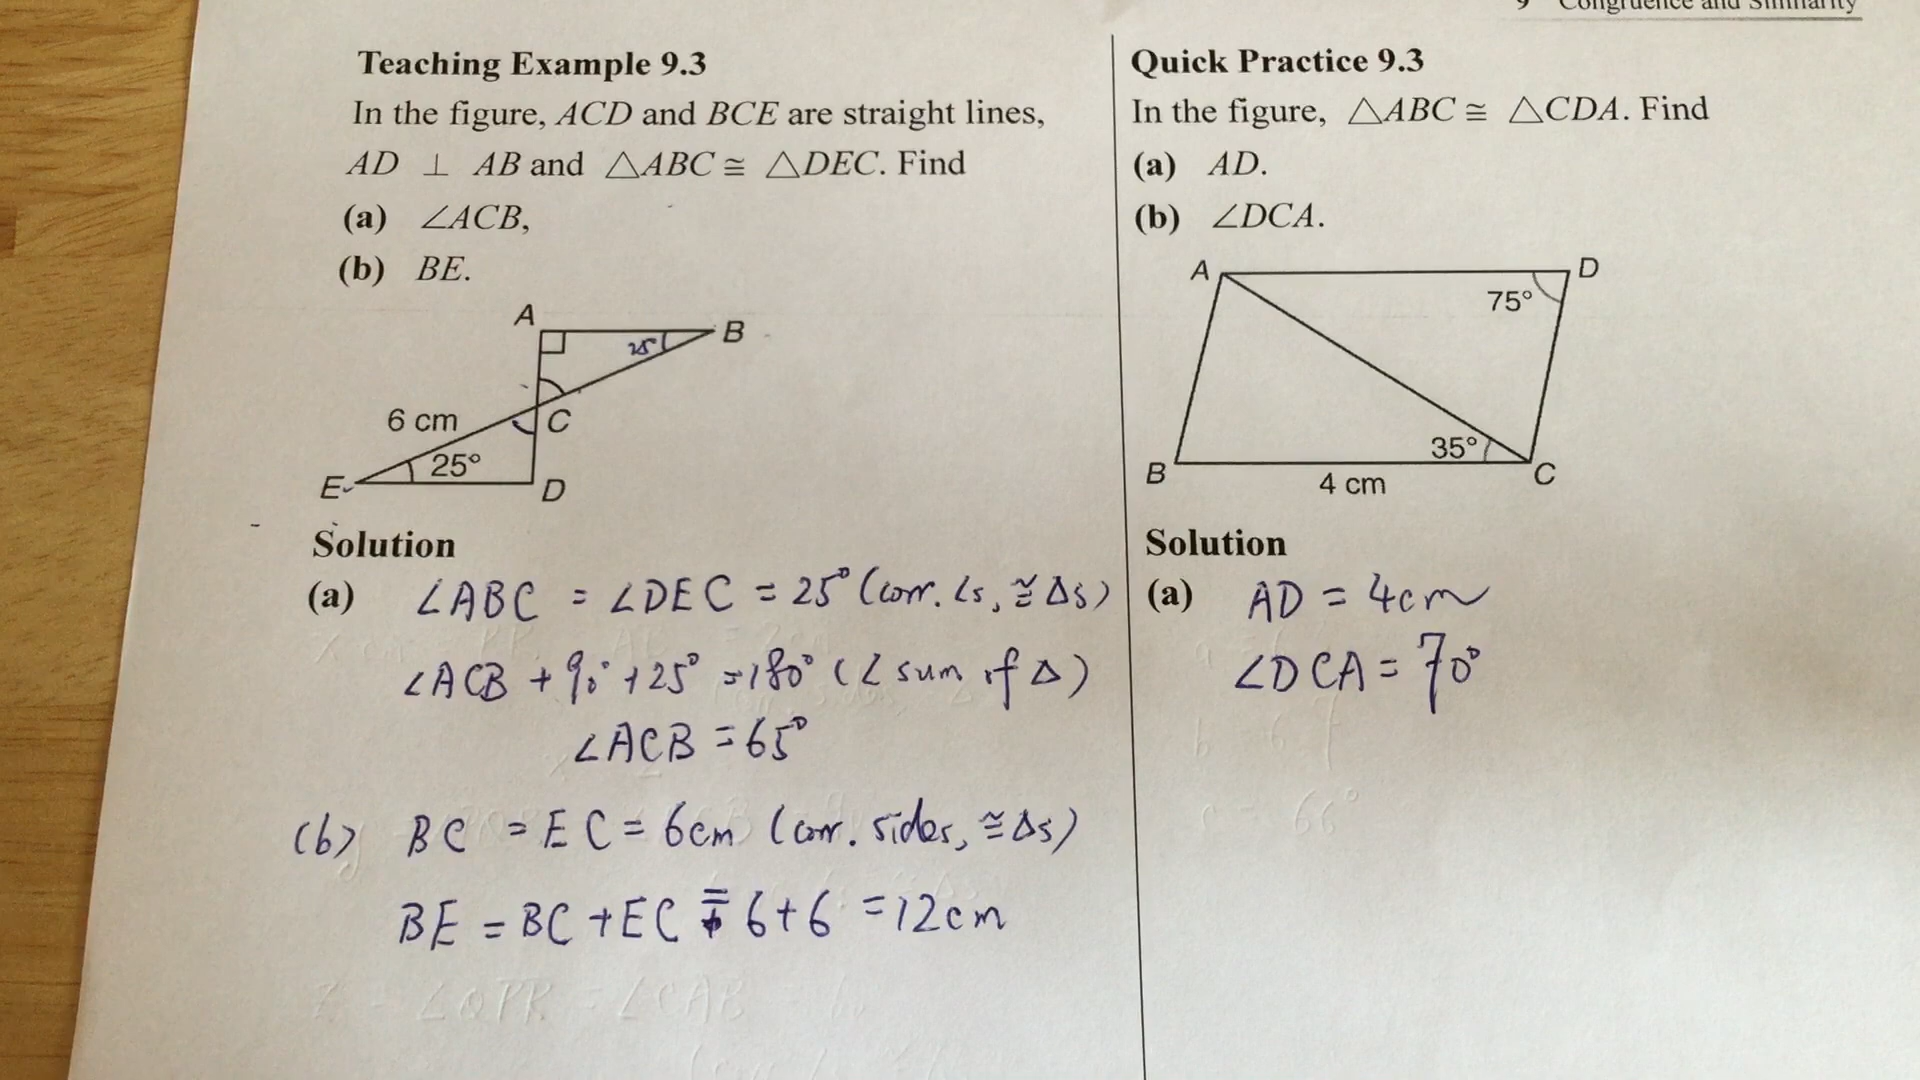 9 Congruence and Similarity
Teaching Example 9.3
In the figure, ACD and BCE are straight lines,
AD ⊥ AB and △ABC ≅ △DEC. Find
(a) ∠ACB,
(b) BE.
A
B
25
6 cm
C
25°
E
D
Solution
(a) ∠ABC = ∠DEC = 25° (corr. ∠s, ≅ Δs)
∠ACB + 90° + 25° = 180° (∠ sum of Δ)
∠ACB = 65°
(b) BC = EC = 6cm (corr. sides, ≅ Δs)
BE = BC + EC = 6+6 = 12cm
Quick Practice 9.3
In the figure, △ABC ≅ △CDA. Find
(a) AD.
(b) ∠DCA.
A
D
75°
35°
B
4 cm
C
Solution
(a) AD = 4cm
∠DCA = 70°